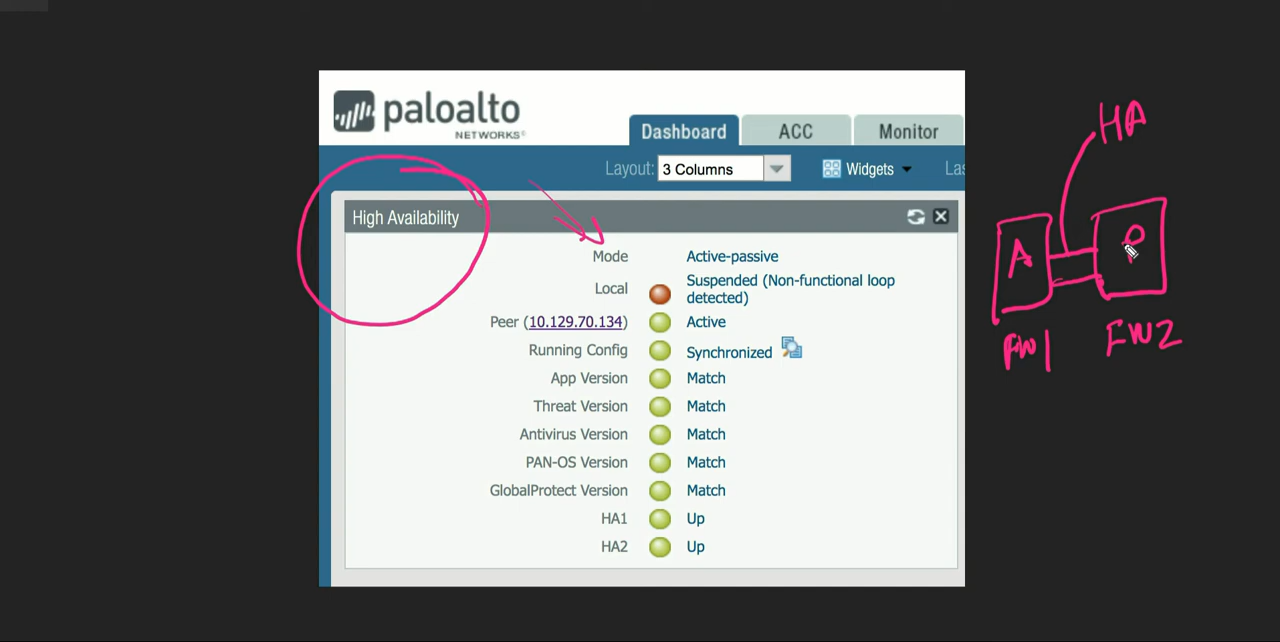 paloalto
NETWORKS®
Dashboard ACC Monitor
Layout: 3 Columns Widgets Las
High Availability
Mode Active-passive
Local Suspended (Non-functional loop
detected)
Peer (10.129.70.134) Active
Running Config Synchronized
App Version Match
Threat Version Match
Antivirus Version Match
PAN-OS Version Match
GlobalProtect Version Match
HA1 Up
HA2 Up
HA
A P
FW1 FW2